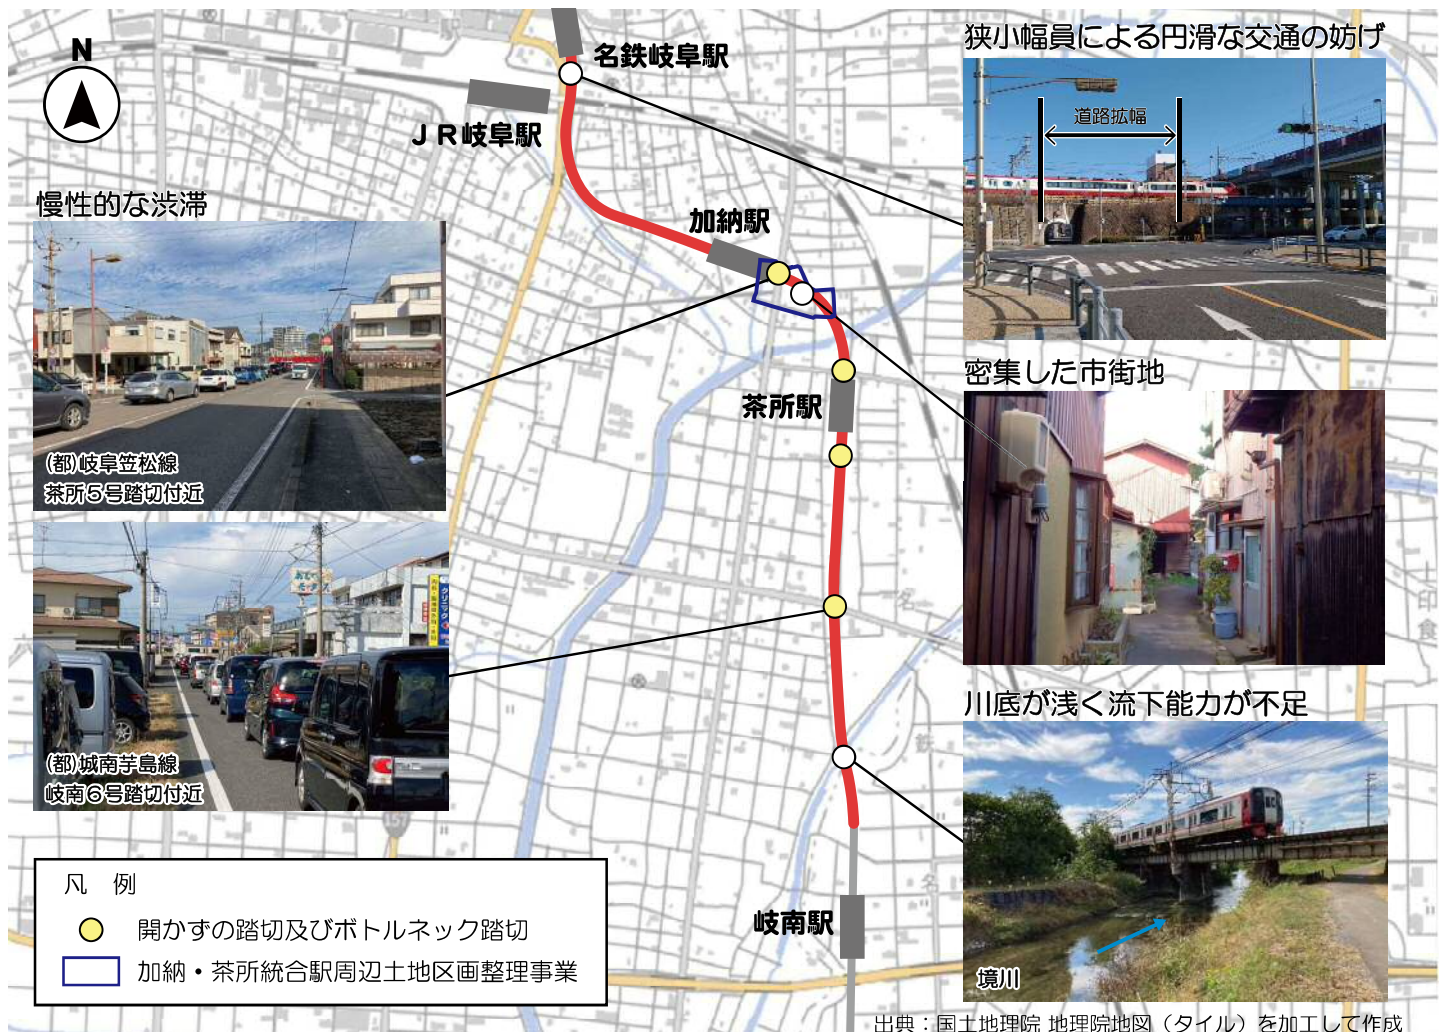 N
名鉄岐阜駅
ＪＲ岐阜駅
狭小幅員による円滑な交通の妨げ
道路拡幅
慢性的な渋滞
(都)岐阜笠松線
茶所５号踏切付近
加納駅
密集した市街地
茶所駅
(都)城南芋島線
岐南６号踏切付近
名
鉄
名
印
食
157
川底が浅く流下能力が不足
境川
岐南駅
凡　例
開かずの踏切及びボトルネック踏切
加納・茶所統合駅周辺土地区画整理事業
出典：国土地理院 地理院地図（タイル）を加工して作成